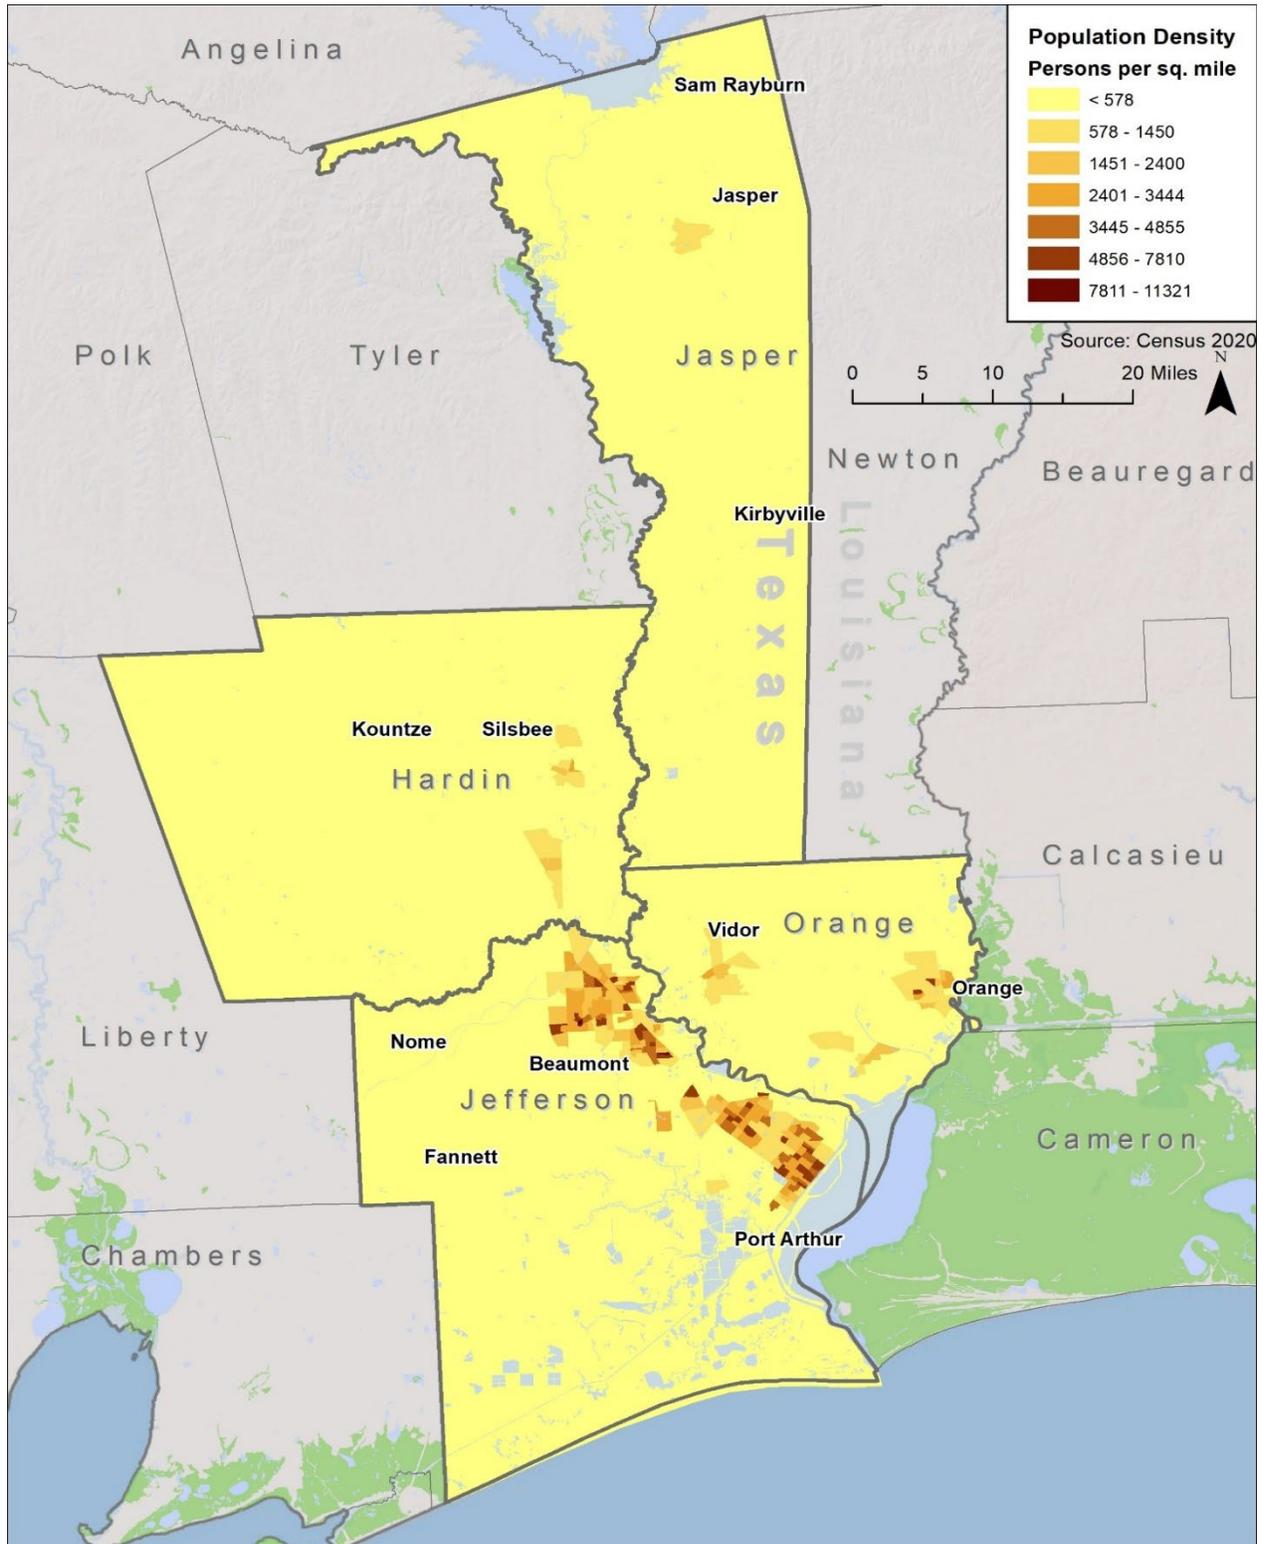 Angelina
Population Density
Persons per sq. mile
< 578
578 - 1450
1451 - 2400
2401 - 3444
3445 - 4855
4856 - 7810
7811 - 11321
Sam Rayburn
Jasper
Source: Census 2020
N
0 5 10 20 Miles
Polk
Tyler
Jasper
Newton
Beauregard
Kirbyville
Texas
Louisiana
Kountze
Silsbee
Hardin
Calcasieu
Vidor
Orange
Orange
Liberty
Nome
Beaumont
Jefferson
Cameron
Fannett
Chambers
Port Arthur